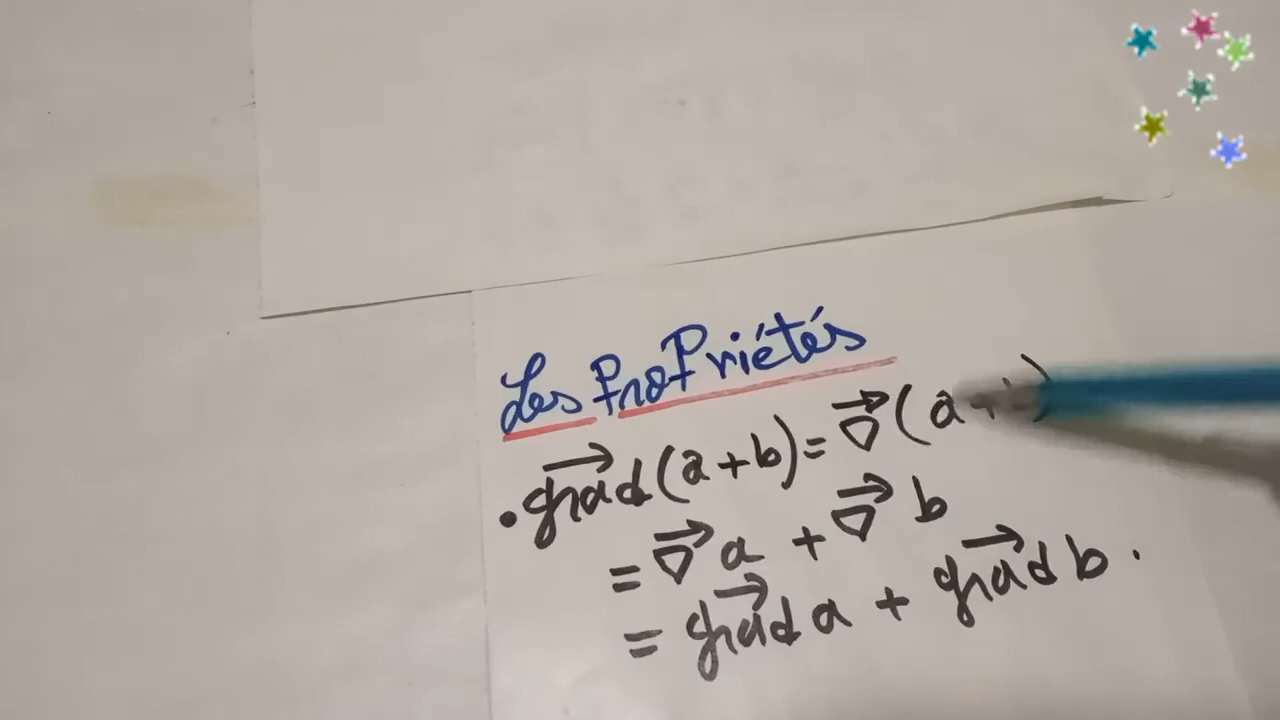 Les ProPriétés
• grad⃗(a+b) = ∇⃗(a+b)
= ∇⃗ a + ∇⃗ b
= grad⃗ a + grad⃗ b .